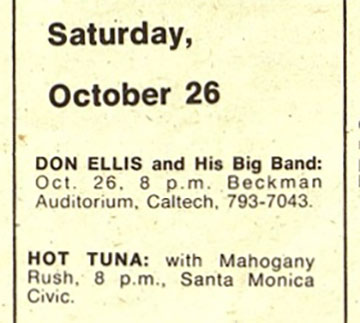 Saturday,
October 26
DON ELLIS and His Big Band:
Oct. 26, 8 p.m. Beckman
Auditorium, Caltech, 793-7043.
HOT TUNA: with Mahogany
Rush, 8 p.m., Santa Monica
Civic.